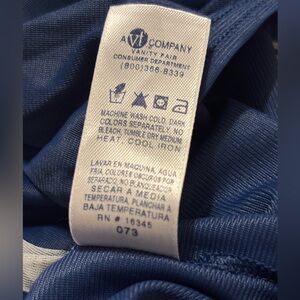 A vf COMPANY
VANITY FAIR
CONSUMER DEPARTMENT
(800)366-8339
MACHINE WASH COLD, DARK
COLORS SEPARATELY, NO
BLEACH, TUMBLE DRY MEDIUM
HEAT, COOL IRON
LAVAR EN MAQUINA, AGUA
FRIA, COLORES OSCUROS POR
SEPARADO, NO BLANQUEADOR,
SECAR A MEDIA
TEMPERATURA, PLANCHAR A
BAJA TEMPERATURA
RN # 16345
073